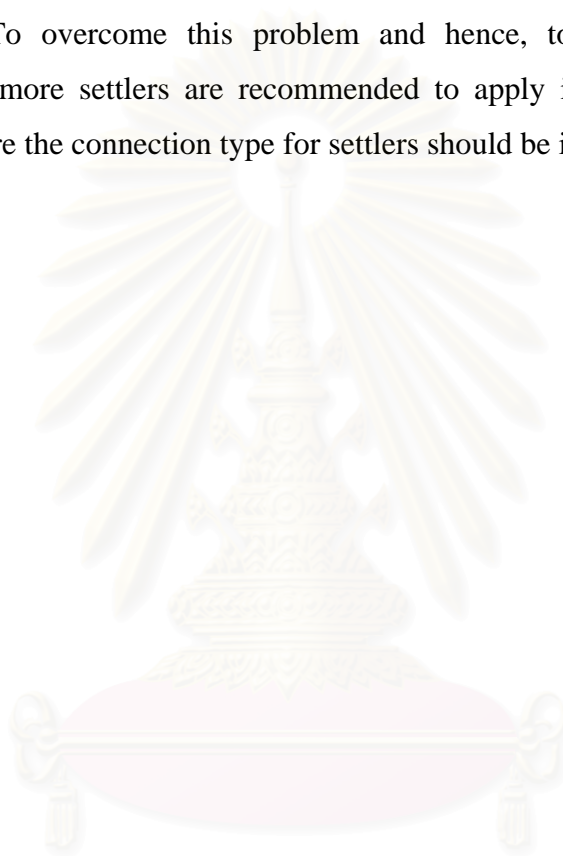 To overcome this problem and hence, to
more settlers are recommended to apply
the connection type for settlers should be